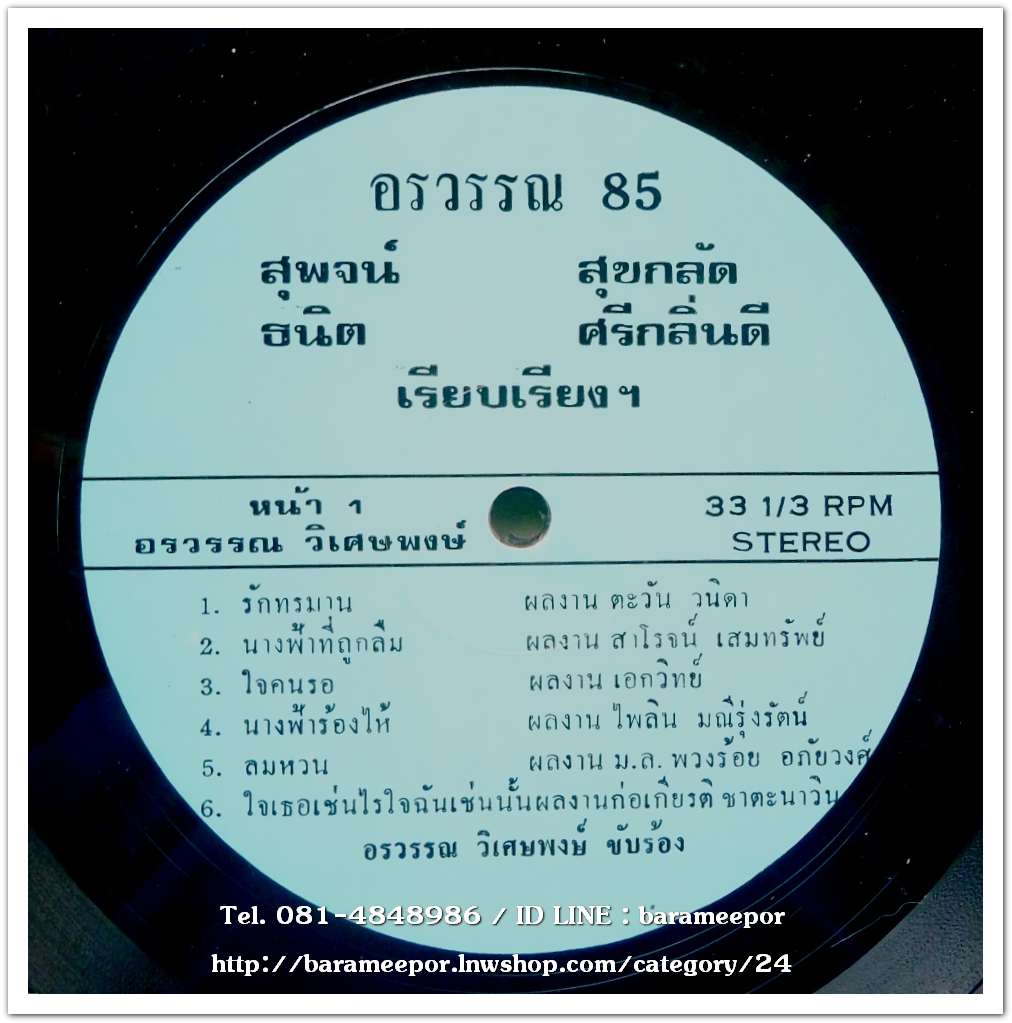 อรวรรณ 85
สุพจน์ สุขกลัด
ธนิต ศรีกลิ่นดี
เรียบเรียงฯ
หน้า 1 33 1/3 RPM
อรวรรณ วิเศษพงษ์ STEREO
1. รักทรมาน ผลงาน ตะวัน วนิดา
2. นางฟ้าที่ถูกลืม ผลงาน สาโรจน์ เสมทรัพย์
3. ใจคนรอ ผลงาน เอกวิทย์
4. นางฟ้าร้องไห้ ผลงาน ไพลิน มณีรุ่งรัตน์
5. ลมหวน ผลงาน ม.ล. พวงร้อย อภัยวงศ์
6. ใจเธอเช่นไรใจฉันเช่นนั้นผลงานก่อเกียรติ ชาตะนาวิน
อรวรรณ วิเศษพงษ์ ขับร้อง
Tel. 081-4848986 / ID LINE : barameepor
http://barameepor.lnwshop.com/category/24